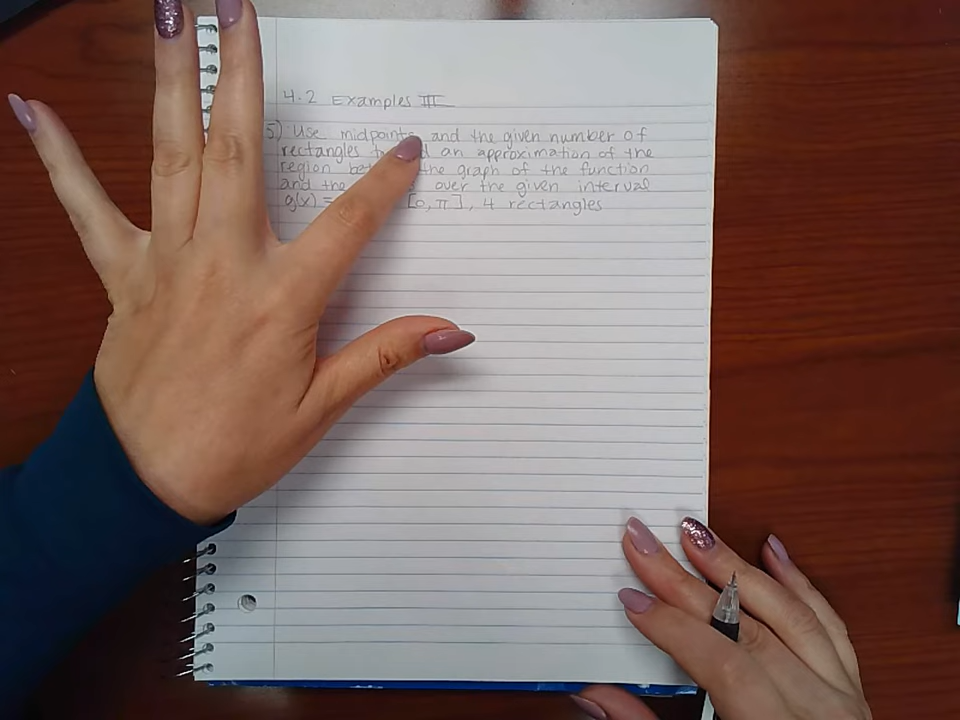 4.2 Examples III
5) Use midpoints and the given number of
rectangles an approximation of the
region the graph of the function
and the over the given interval
g(x) = [0, π], 4 rectangles